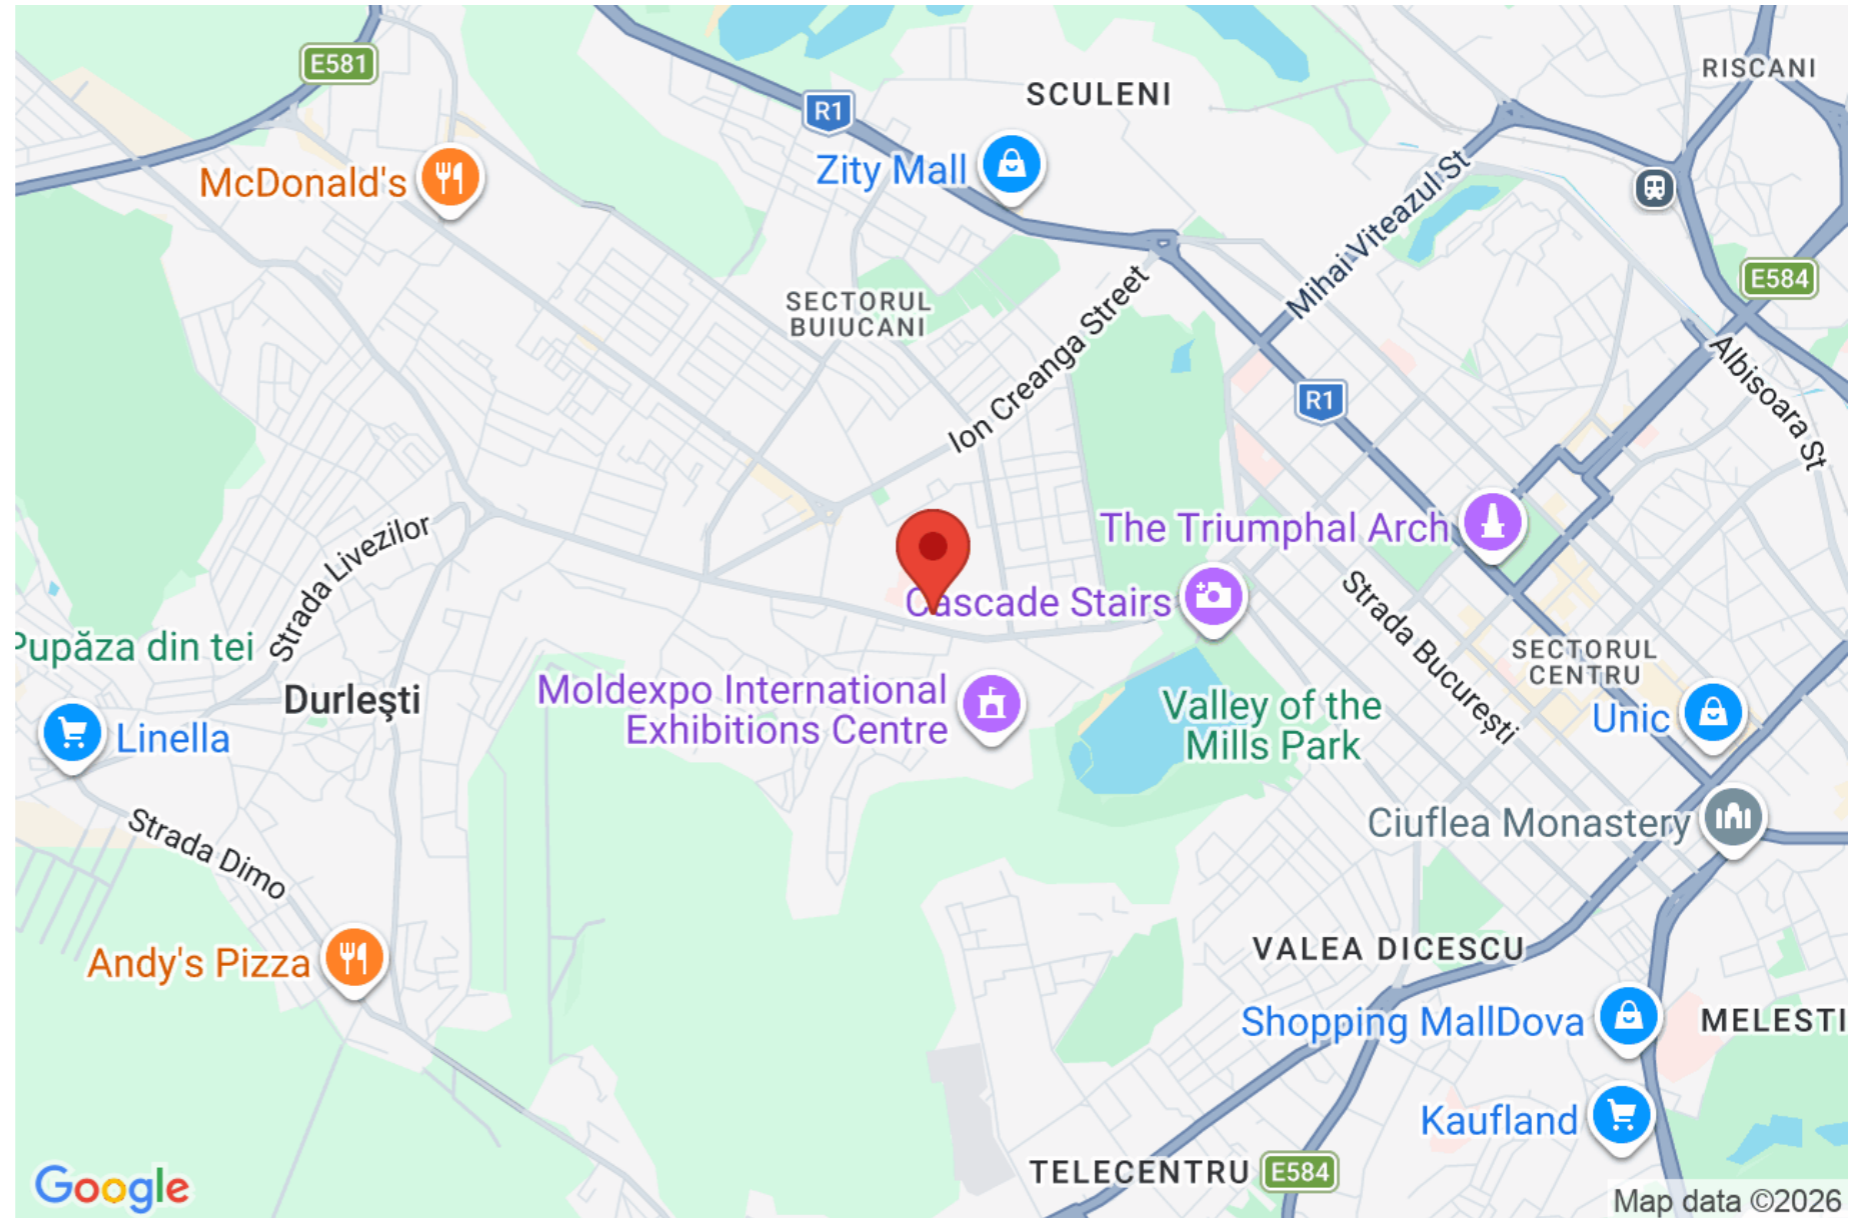 E581
SCULENI
RISCANI
R1
Zity Mall
McDonald's
Mihai Viteazul St
E584
SECTORUL
BUIUCANI
Ion Creanga Street
Albisoara St
R1
The Triumphal Arch
Strada Livezilor
Cascade Stairs
Strada București
Pupăza din tei
SECTORUL
CENTRU
Durleşti
Moldexpo International
Exhibitions Centre
Valley of the
Mills Park
Unic
Linella
Ciuflea Monastery
Strada Dimo
VALEA DICESCU
Andy's Pizza
Shopping MallDova
MELESTI
Kaufland
TELECENTRU
E584
Google
Map data ©2026